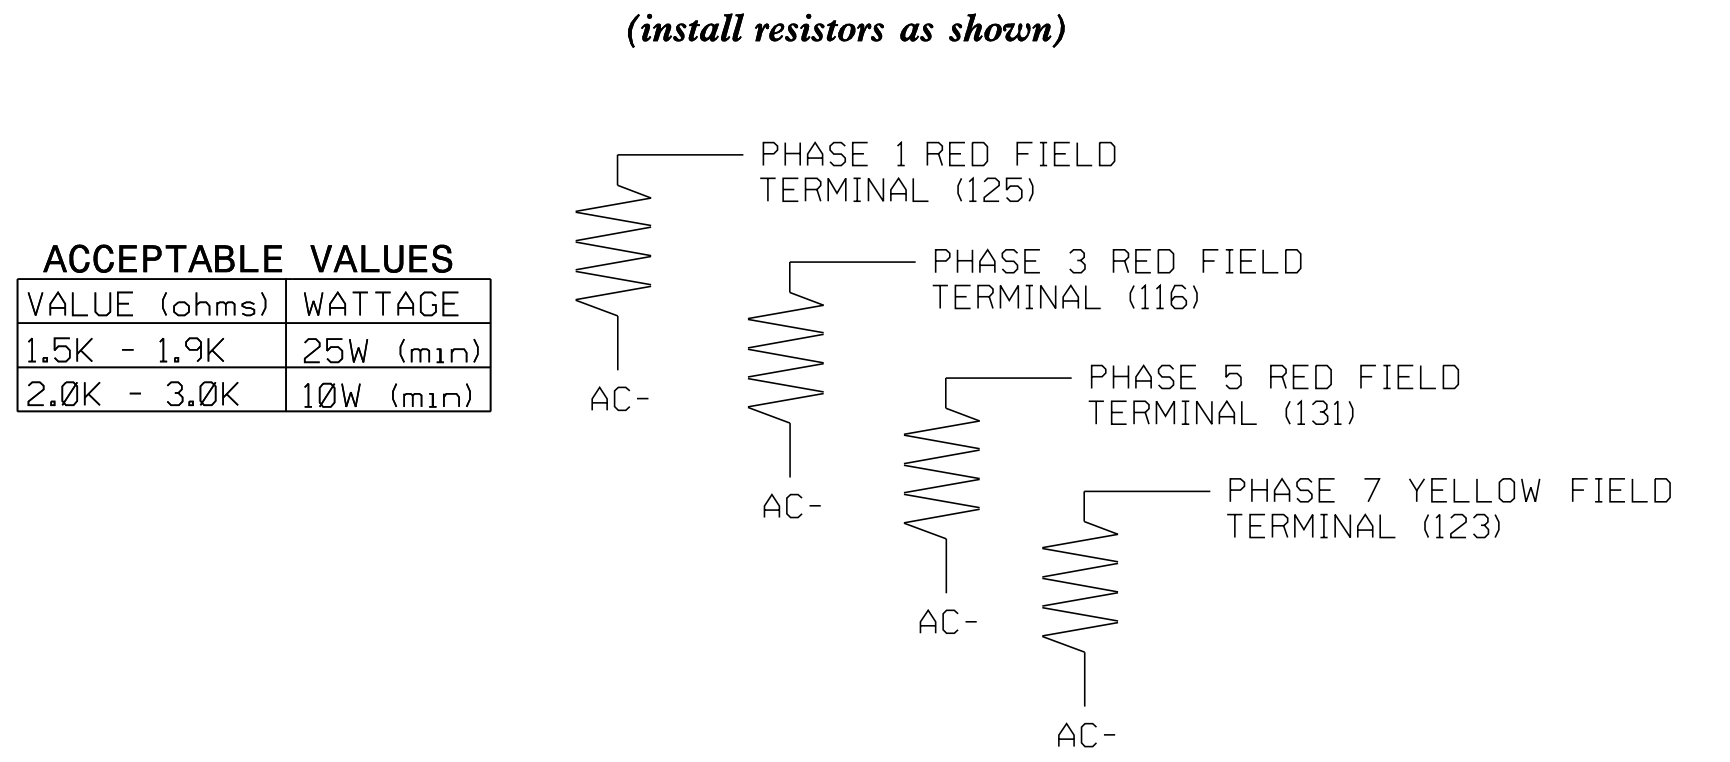 (install resistors as shown)
PHASE 1 RED FIELD
TERMINAL (125)
AC-
PHASE 3 RED FIELD
TERMINAL (116)
AC-
PHASE 5 RED FIELD
TERMINAL (131)
AC-
PHASE 7 YELLOW FIELD
TERMINAL (123)
AC-
ACCEPTABLE VALUES
VALUE (ohms) WATTAGE
1.5K - 1.9K 25W (min)
2.0K - 3.0K 10W (min)